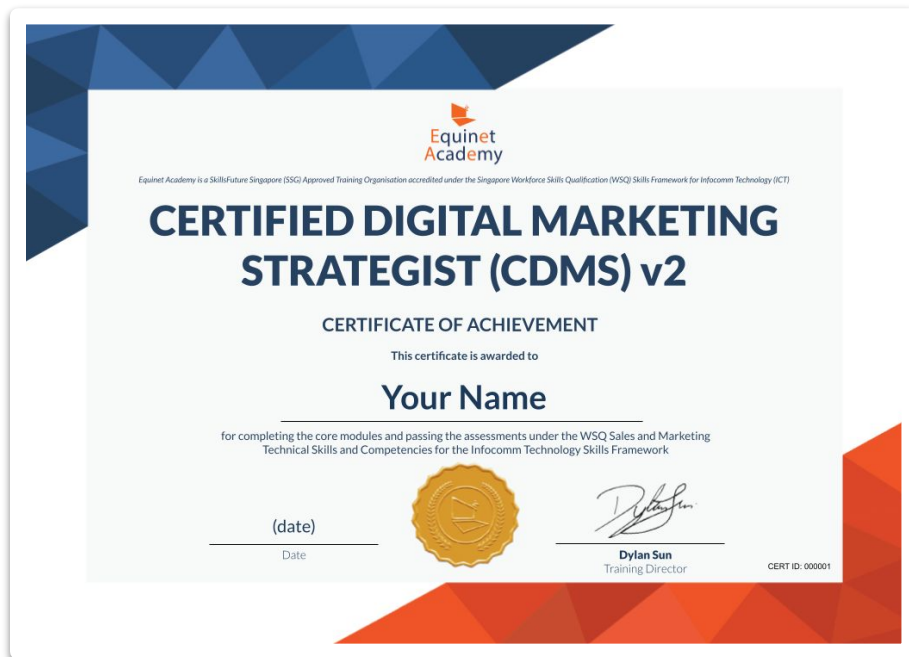 Equinet
Academy
Equinet Academy is a SkillsFuture Singapore (SSG) Approved Training Organisation accredited under the Singapore Workforce Skills Qualification (WSQ) Skills Framework for Infocomm Technology (ICT)
CERTIFIED DIGITAL MARKETING
STRATEGIST (CDMS) v2
CERTIFICATE OF ACHIEVEMENT
This certificate is awarded to
Your Name
for completing the core modules and passing the assessments under the WSQ Sales and Marketing
Technical Skills and Competencies for the Infocomm Technology Skills Framework
(date)
Date
Dylan Sun
Dylan Sun
Training Director
CERT ID: 000001